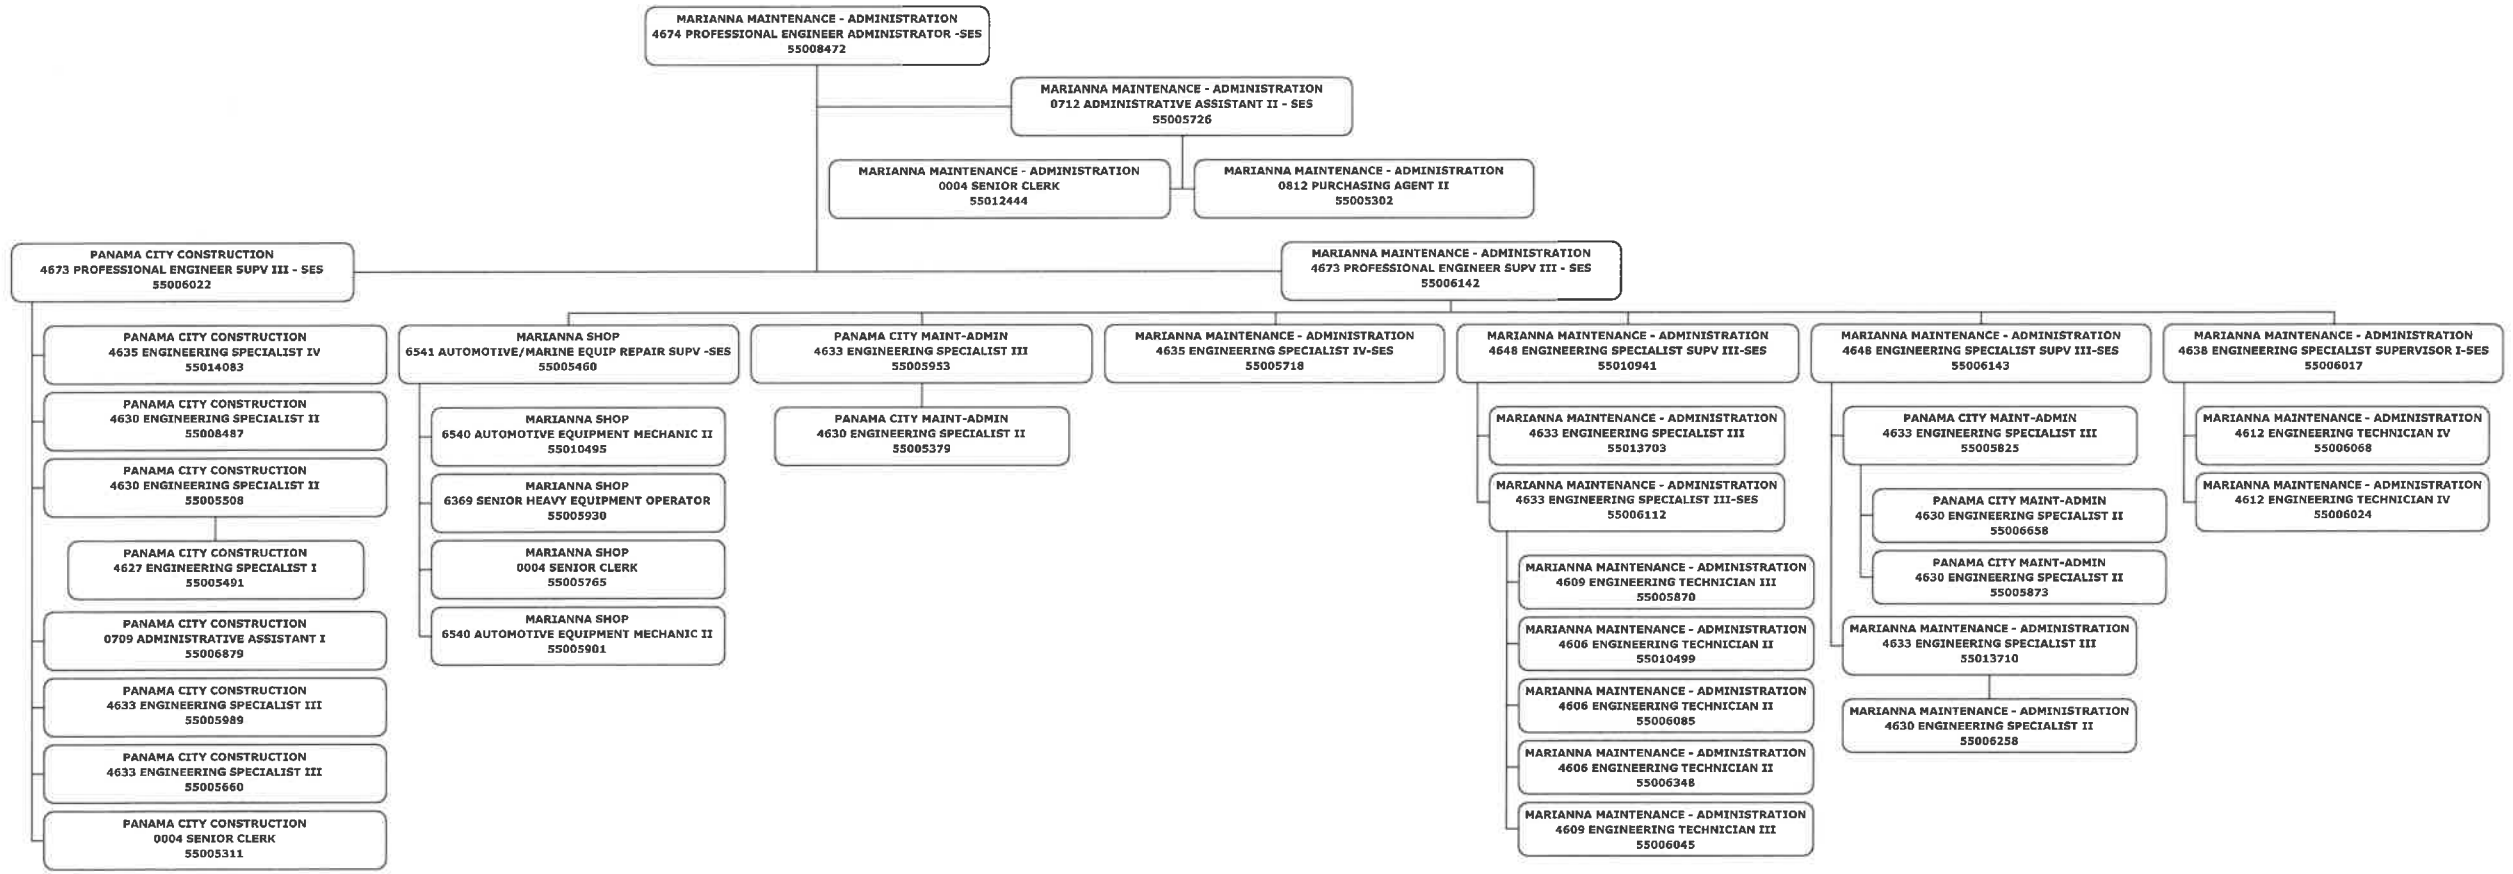 MARIANNA MAINTENANCE - ADMINISTRATION
4674 PROFESSIONAL ENGINEER ADMINISTRATOR -SES
55008472
MARIANNA MAINTENANCE - ADMINISTRATION
0712 ADMINISTRATIVE ASSISTANT II - SES
55005726
MARIANNA MAINTENANCE - ADMINISTRATION
0004 SENIOR CLERK
55012444
MARIANNA MAINTENANCE - ADMINISTRATION
0812 PURCHASING AGENT II
55005302
PANAMA CITY CONSTRUCTION
4673 PROFESSIONAL ENGINEER SUPV III - SES
55006022
MARIANNA MAINTENANCE - ADMINISTRATION
4673 PROFESSIONAL ENGINEER SUPV III - SES
55006142
PANAMA CITY CONSTRUCTION
4635 ENGINEERING SPECIALIST IV
55014083
PANAMA CITY CONSTRUCTION
4630 ENGINEERING SPECIALIST II
55008487
PANAMA CITY CONSTRUCTION
4630 ENGINEERING SPECIALIST II
55005508
PANAMA CITY CONSTRUCTION
4627 ENGINEERING SPECIALIST I
55005491
PANAMA CITY CONSTRUCTION
0709 ADMINISTRATIVE ASSISTANT I
55006879
PANAMA CITY CONSTRUCTION
4633 ENGINEERING SPECIALIST III
55005989
PANAMA CITY CONSTRUCTION
4633 ENGINEERING SPECIALIST III
55005660
PANAMA CITY CONSTRUCTION
0004 SENIOR CLERK
55005311
MARIANNA SHOP
6541 AUTOMOTIVE/MARINE EQUIP REPAIR SUPV -SES
55005460
MARIANNA SHOP
6540 AUTOMOTIVE EQUIPMENT MECHANIC II
55010495
MARIANNA SHOP
6369 SENIOR HEAVY EQUIPMENT OPERATOR
55005930
MARIANNA SHOP
0004 SENIOR CLERK
55005765
MARIANNA SHOP
6540 AUTOMOTIVE EQUIPMENT MECHANIC II
55005901
PANAMA CITY MAINT-ADMIN
4633 ENGINEERING SPECIALIST III
55005953
PANAMA CITY MAINT-ADMIN
4630 ENGINEERING SPECIALIST II
55005379
MARIANNA MAINTENANCE - ADMINISTRATION
4635 ENGINEERING SPECIALIST IV-SES
55005718
MARIANNA MAINTENANCE - ADMINISTRATION
4648 ENGINEERING SPECIALIST SUPV III-SES
55010941
MARIANNA MAINTENANCE - ADMINISTRATION
4633 ENGINEERING SPECIALIST III
55013703
MARIANNA MAINTENANCE - ADMINISTRATION
4633 ENGINEERING SPECIALIST III-SES
55006112
MARIANNA MAINTENANCE - ADMINISTRATION
4609 ENGINEERING TECHNICIAN III
55005870
MARIANNA MAINTENANCE - ADMINISTRATION
4606 ENGINEERING TECHNICIAN II
55010499
MARIANNA MAINTENANCE - ADMINISTRATION
4606 ENGINEERING TECHNICIAN II
55006085
MARIANNA MAINTENANCE - ADMINISTRATION
4606 ENGINEERING TECHNICIAN II
55006348
MARIANNA MAINTENANCE - ADMINISTRATION
4609 ENGINEERING TECHNICIAN III
55006045
MARIANNA MAINTENANCE - ADMINISTRATION
4648 ENGINEERING SPECIALIST SUPV III-SES
55006143
PANAMA CITY MAINT-ADMIN
4633 ENGINEERING SPECIALIST III
55005825
PANAMA CITY MAINT-ADMIN
4630 ENGINEERING SPECIALIST II
55006658
PANAMA CITY MAINT-ADMIN
4630 ENGINEERING SPECIALIST II
55005873
MARIANNA MAINTENANCE - ADMINISTRATION
4633 ENGINEERING SPECIALIST III
55013710
MARIANNA MAINTENANCE - ADMINISTRATION
4630 ENGINEERING SPECIALIST II
55006258
MARIANNA MAINTENANCE - ADMINISTRATION
4638 ENGINEERING SPECIALIST SUPERVISOR I-SES
55006017
MARIANNA MAINTENANCE - ADMINISTRATION
4612 ENGINEERING TECHNICIAN IV
55006068
MARIANNA MAINTENANCE - ADMINISTRATION
4612 ENGINEERING TECHNICIAN IV
55006024